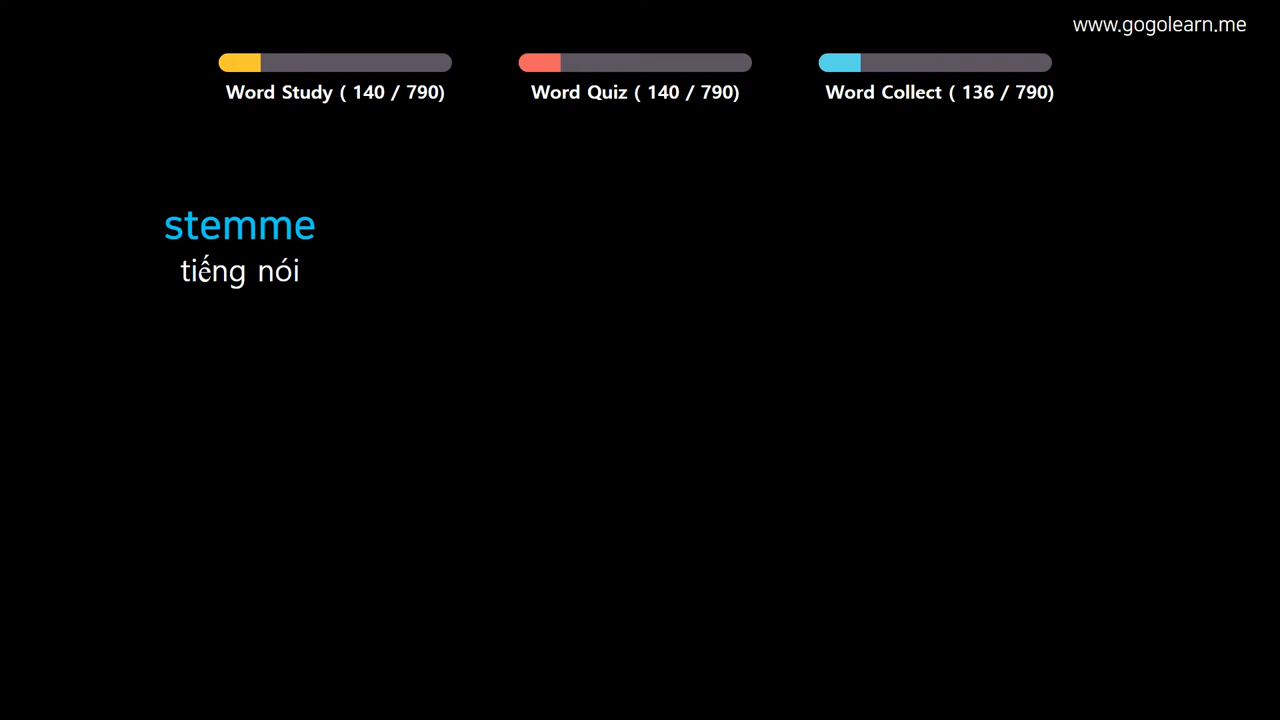 www.gogolearn.me
Word Study ( 140 / 790)
Word Quiz ( 140 / 790)
Word Collect ( 136 / 790)
stemme
tiếng nói